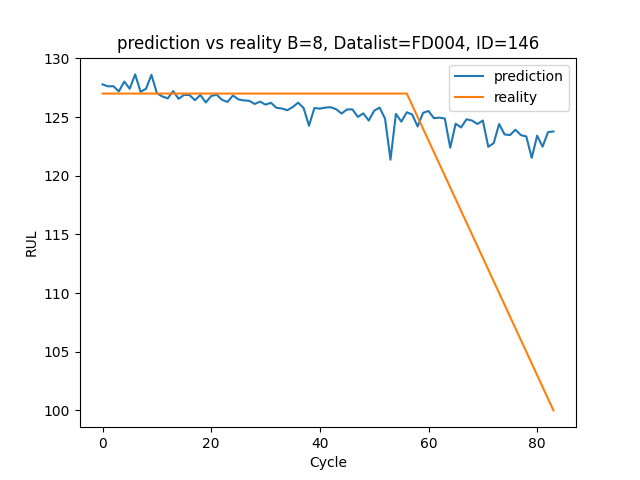 prediction vs reality B=8, Datalist=FD004, ID=146
prediction
reality
130
125
120
115
110
105
100
RUL
0 20 40 60 80
Cycle